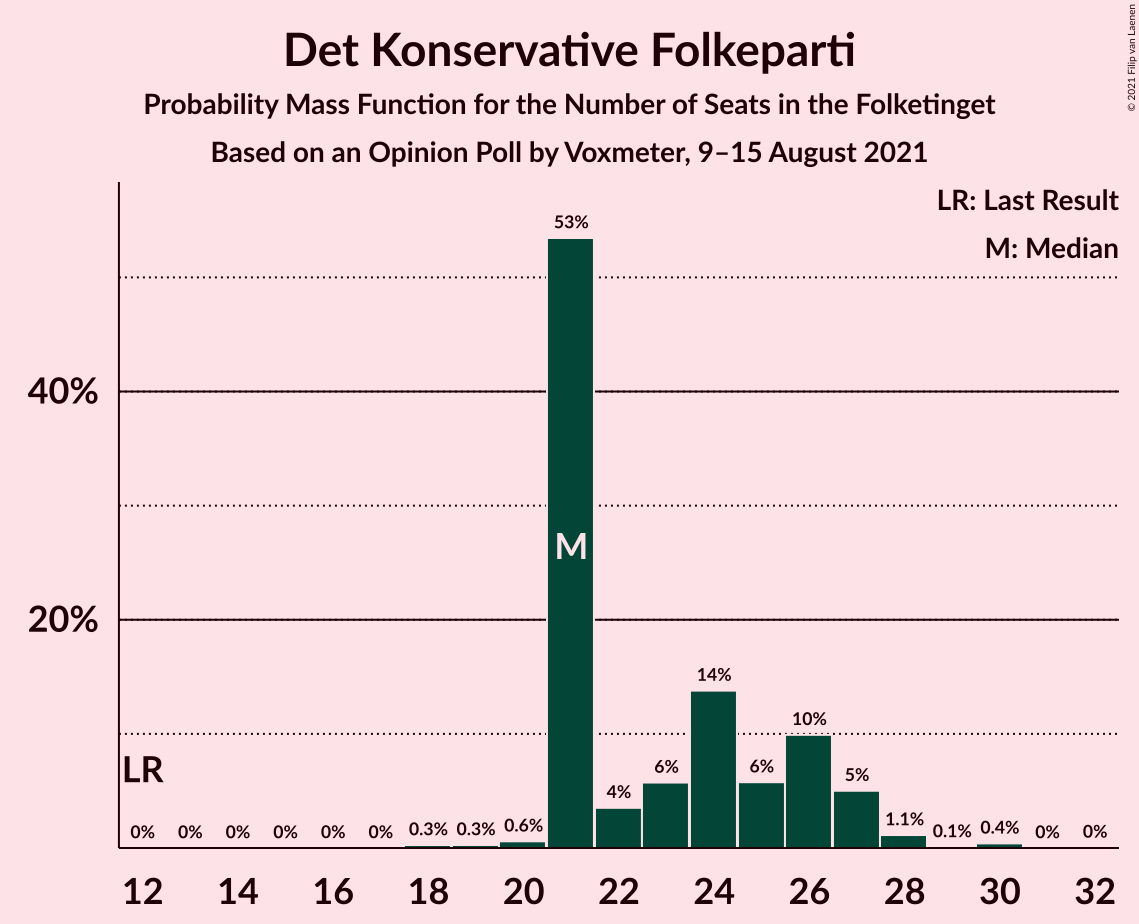 Det Konservative Folkeparti
Probability Mass Function for the Number of Seats in the Folketinget
Based on an Opinion Poll by Voxmeter, 9–15 August 2021
© 2021 Filip van Laenen
LR: Last Result
M: Median
53%
40%
M
20%
14%
10%
LR
6%
6%
5%
4%
0% 0% 0% 0% 0% 0% 0.3% 0.3% 0.6% 1.1% 0.1% 0.4% 0% 0%
12 14 16 18 20 22 24 26 28 30 32